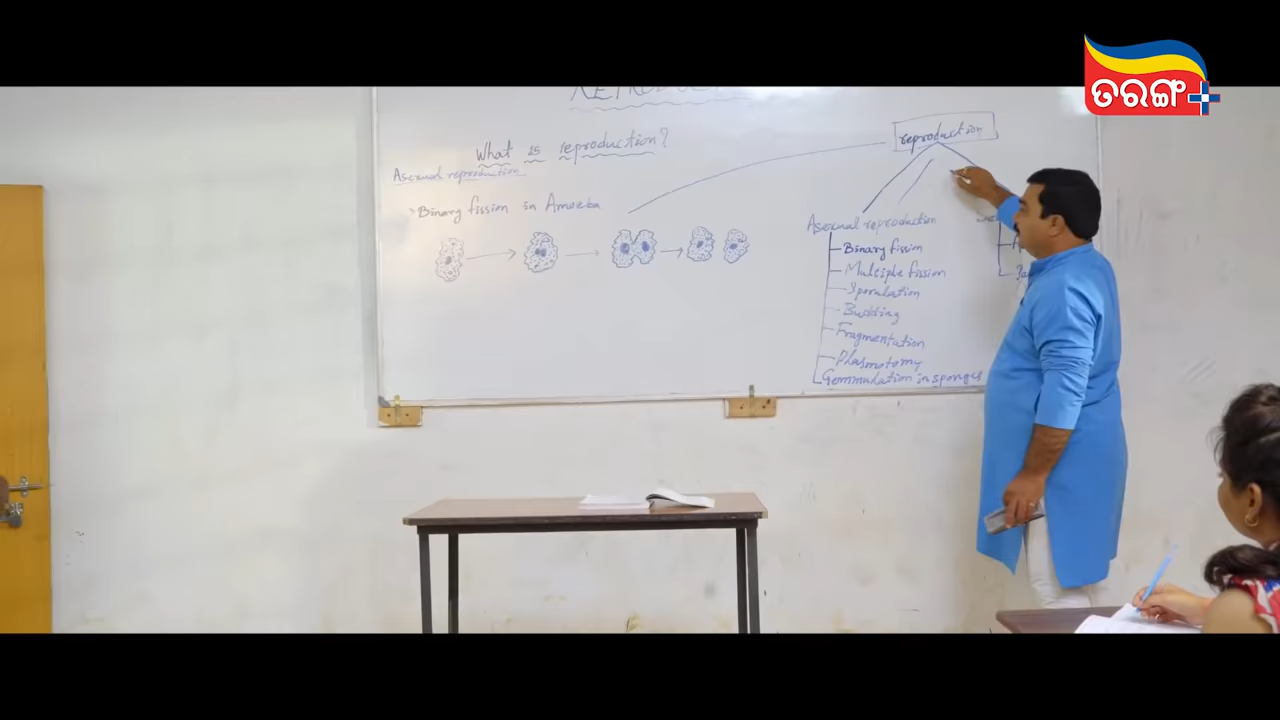 ତରଙ୍ଗ+
What is reproduction?
Asexual reproduction
Binary fission in Amoeba
reproduction
Asexual reproduction
Binary fission
Multiple fission
Sporulation
Budding
Fragmentation
Plasmotomy
Gemmulation in sponges